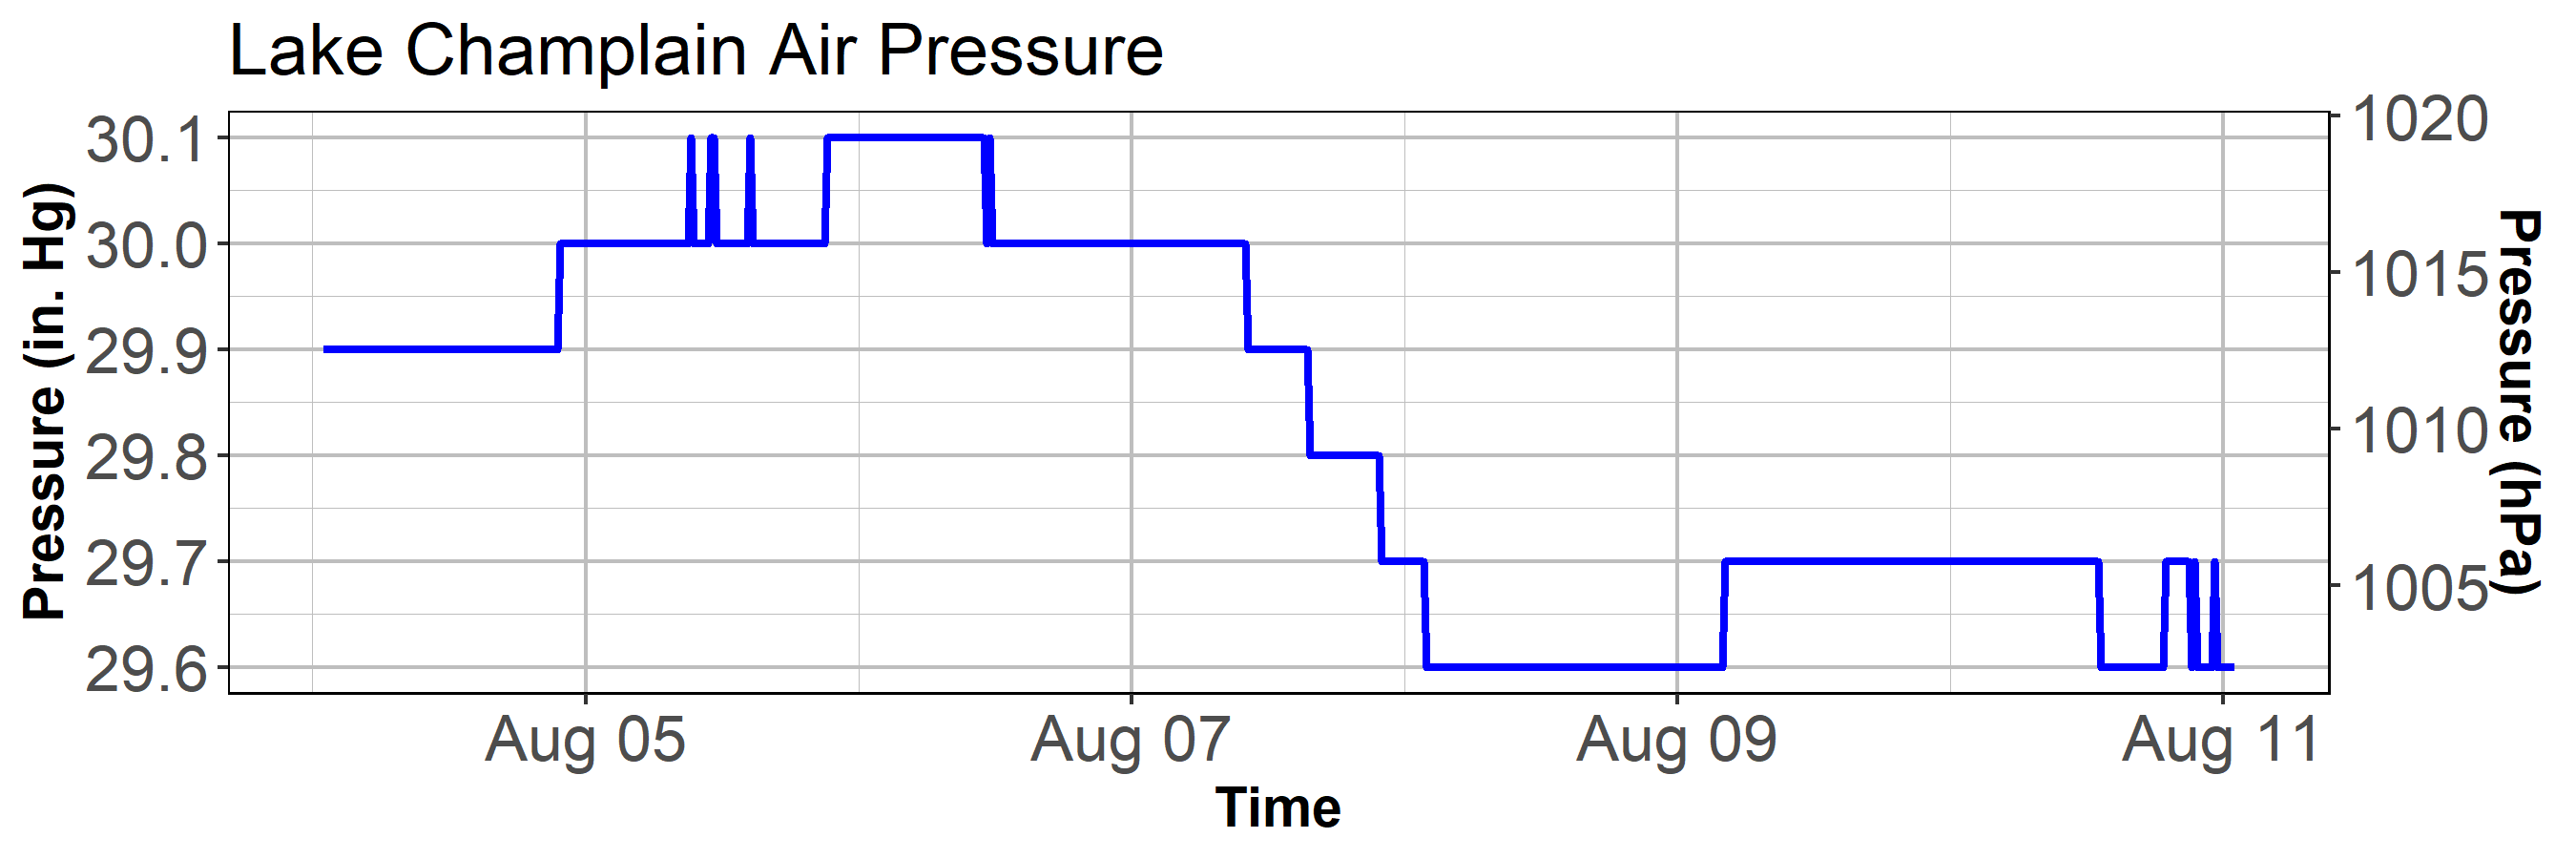 Lake Champlain Air Pressure
30.1
30.0
29.9
29.8
29.7
29.6
Pressure (in. Hg)
1020
1015
1010
1005
Pressure (hPa)
Aug 05
Aug 07
Aug 09
Aug 11
Time